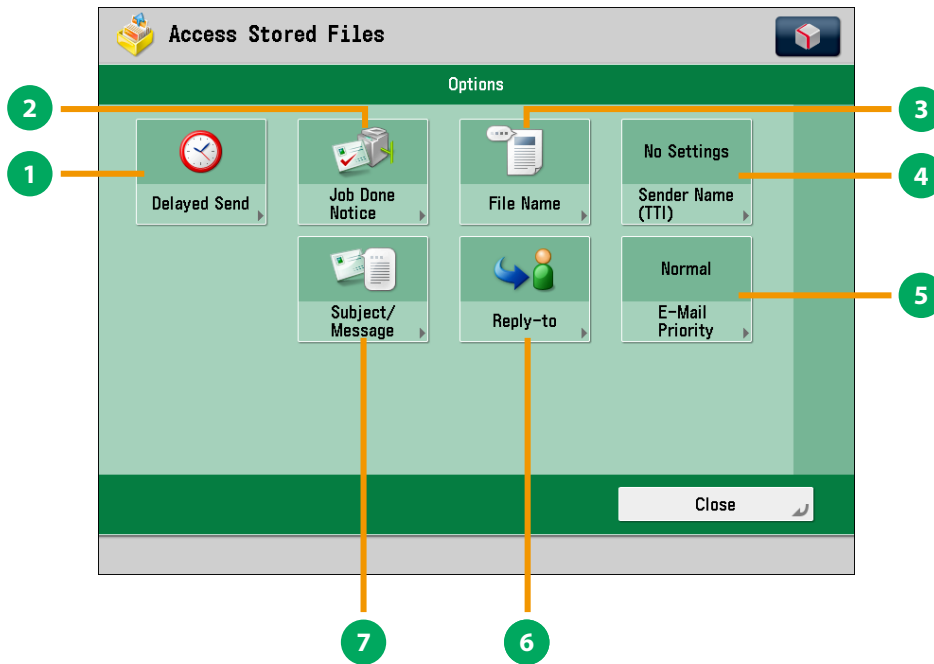 Access Stored Files
Options
2
3
1
4
No Settings
Delayed Send
Job Done
Notice
File Name
Sender Name
(TTI)
Normal
5
Subject/
Message
Reply-to
E-Mail
Priority
Close
7
6